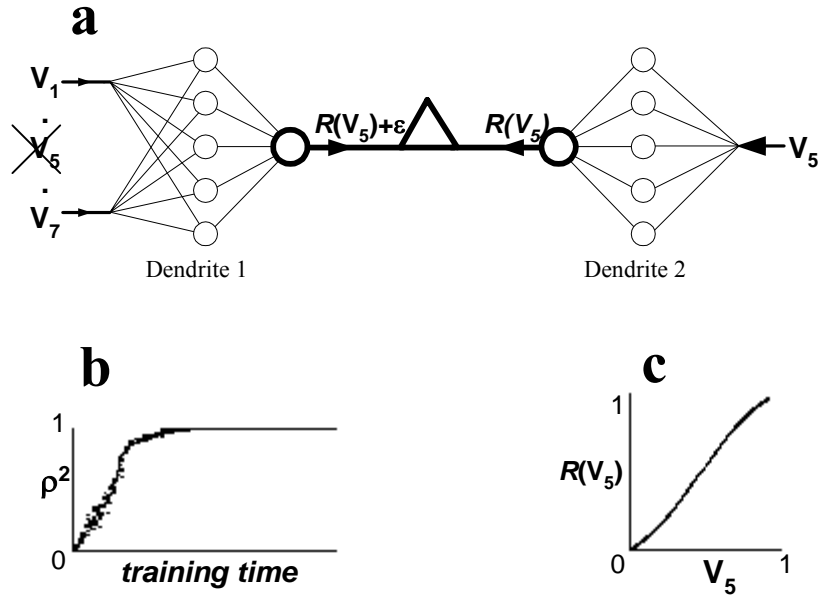 a
V1
R(V5)+ε
R(V5)
.
V5
V5
.
V7
Dendrite 1
Dendrite 2
b
c
1
ρ²
0
training time
1
R(V5)
0
V5
1